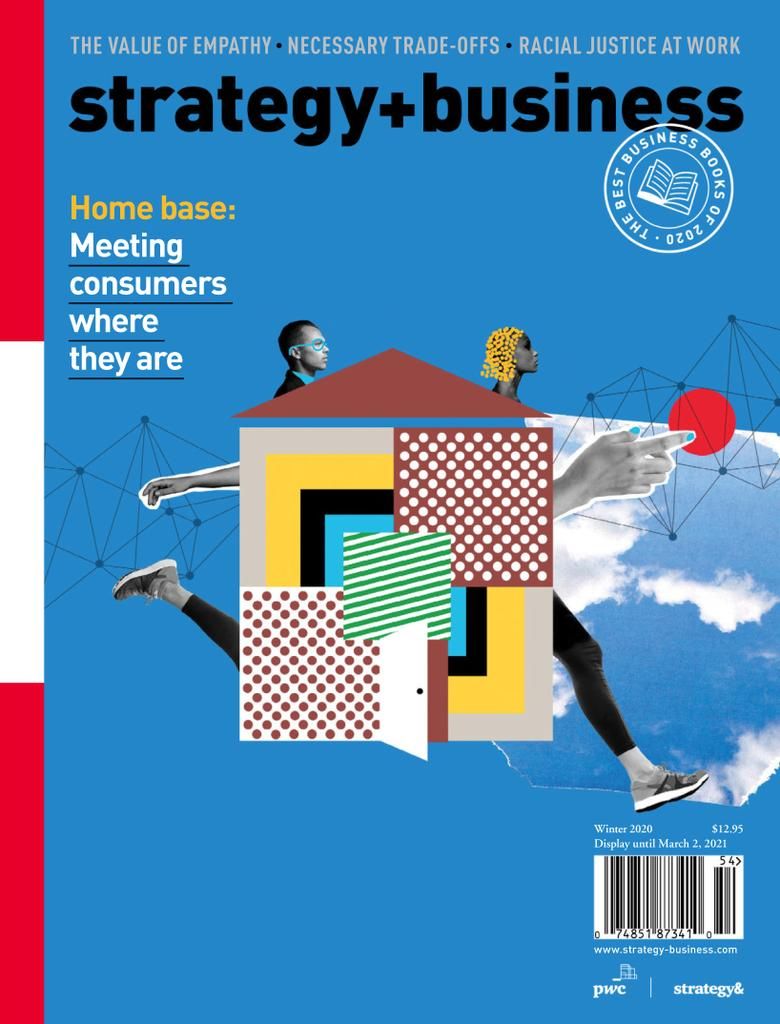 THE VALUE OF EMPATHY • NECESSARY TRADE-OFFS • RACIAL JUSTICE AT WORK
strategy+business
THE BEST BUSINESS BOOKS OF 2020 •
Home base:
Meeting
consumers
where
they are
Winter 2020 $12.95
Display until March 2, 2021
54>
0 74851 87341 0
www.strategy-business.com
pwc | strategy&